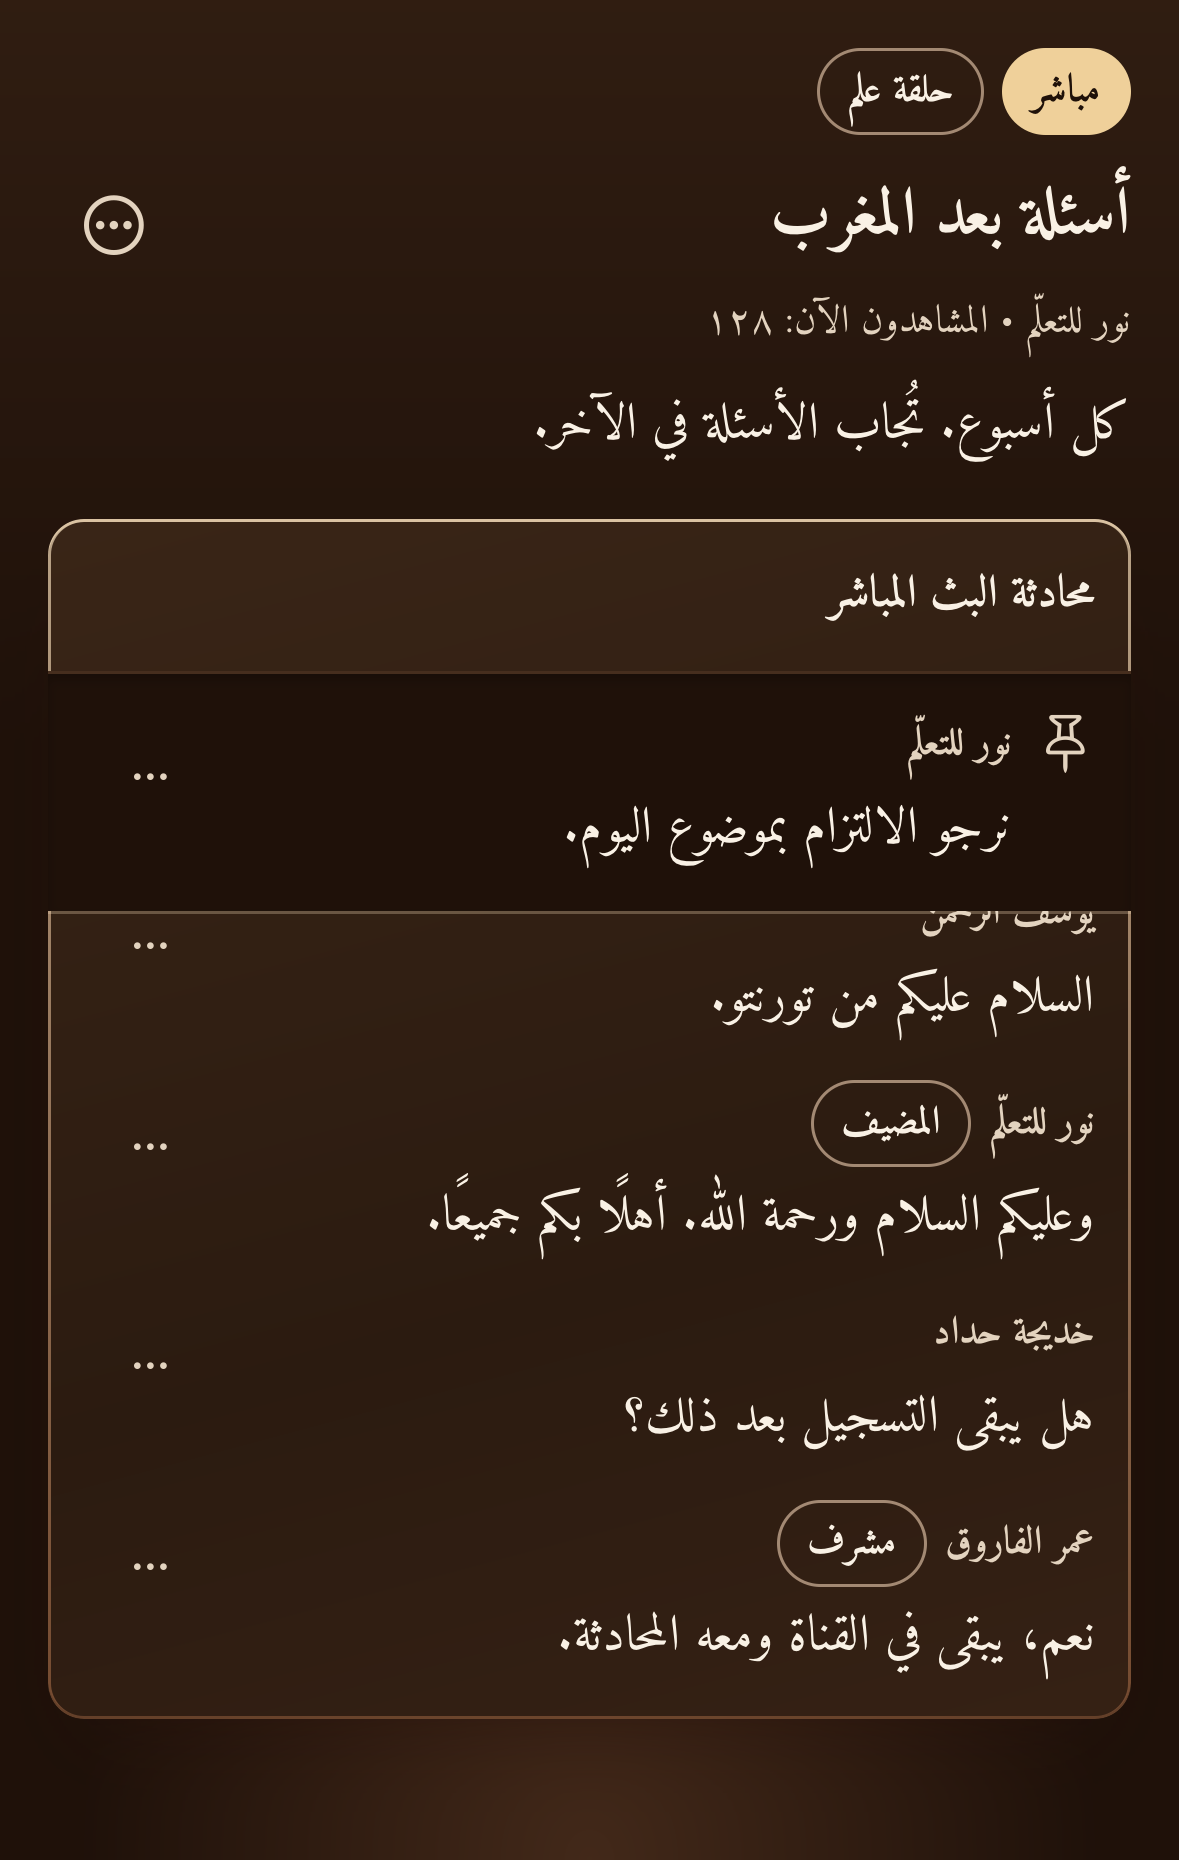 مباشر
حلقة علم
أسئلة بعد المغرب
نور للتعلّم • المشاهدون الآن: ١٢٨
كل أسبوع. تُجاب الأسئلة في الآخر.
محادثة البث المباشر
نور للتعلّم
نرجو الالتزام بموضوع اليوم.
يوسف الرحمن
السلام عليكم من تورنتو.
نور للتعلّم المضيف
وعليكم السلام ورحمة الله. أهلًا بكم جميعًا.
خديجة حداد
هل يبقى التسجيل بعد ذلك؟
عمر الفاروق مشرف
نعم، يبقى في القناة ومعه المحادثة.